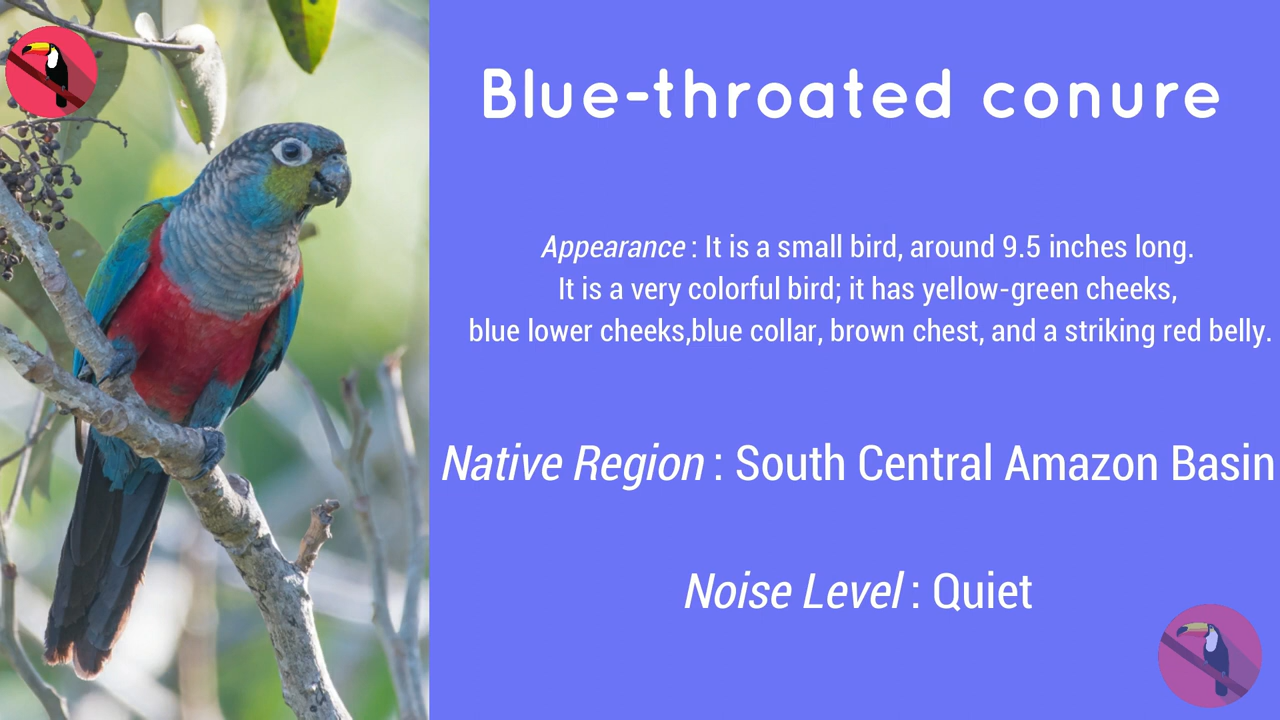 Blue-throated conure
Appearance : It is a small bird, around 9.5 inches long.
It is a very colorful bird; it has yellow-green cheeks,
blue lower cheeks,blue collar, brown chest, and a striking red belly.
Native Region : South Central Amazon Basin
Noise Level : Quiet